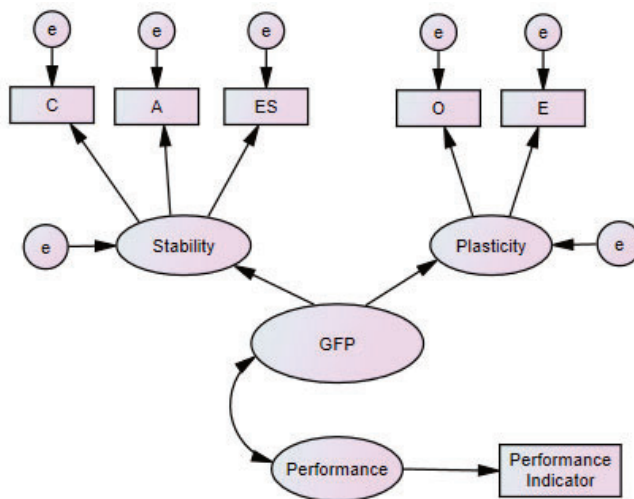 e e e e e
C A ES O E
e Stability Plasticity e
GFP
Performance
Performance
Indicator